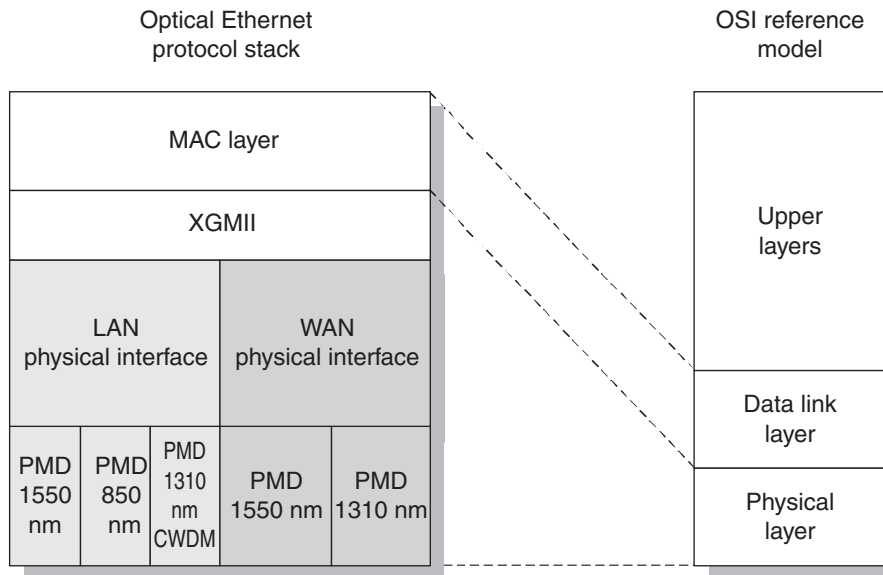 Optical Ethernet
protocol stack
OSI reference
model
MAC layer
XGMII
LAN
physical interface
WAN
physical interface
PMD
1550
nm
PMD
850
nm
PMD
1310
nm
CWDM
PMD
1550 nm
PMD
1310 nm
Upper
layers
Data link
layer
Physical
layer